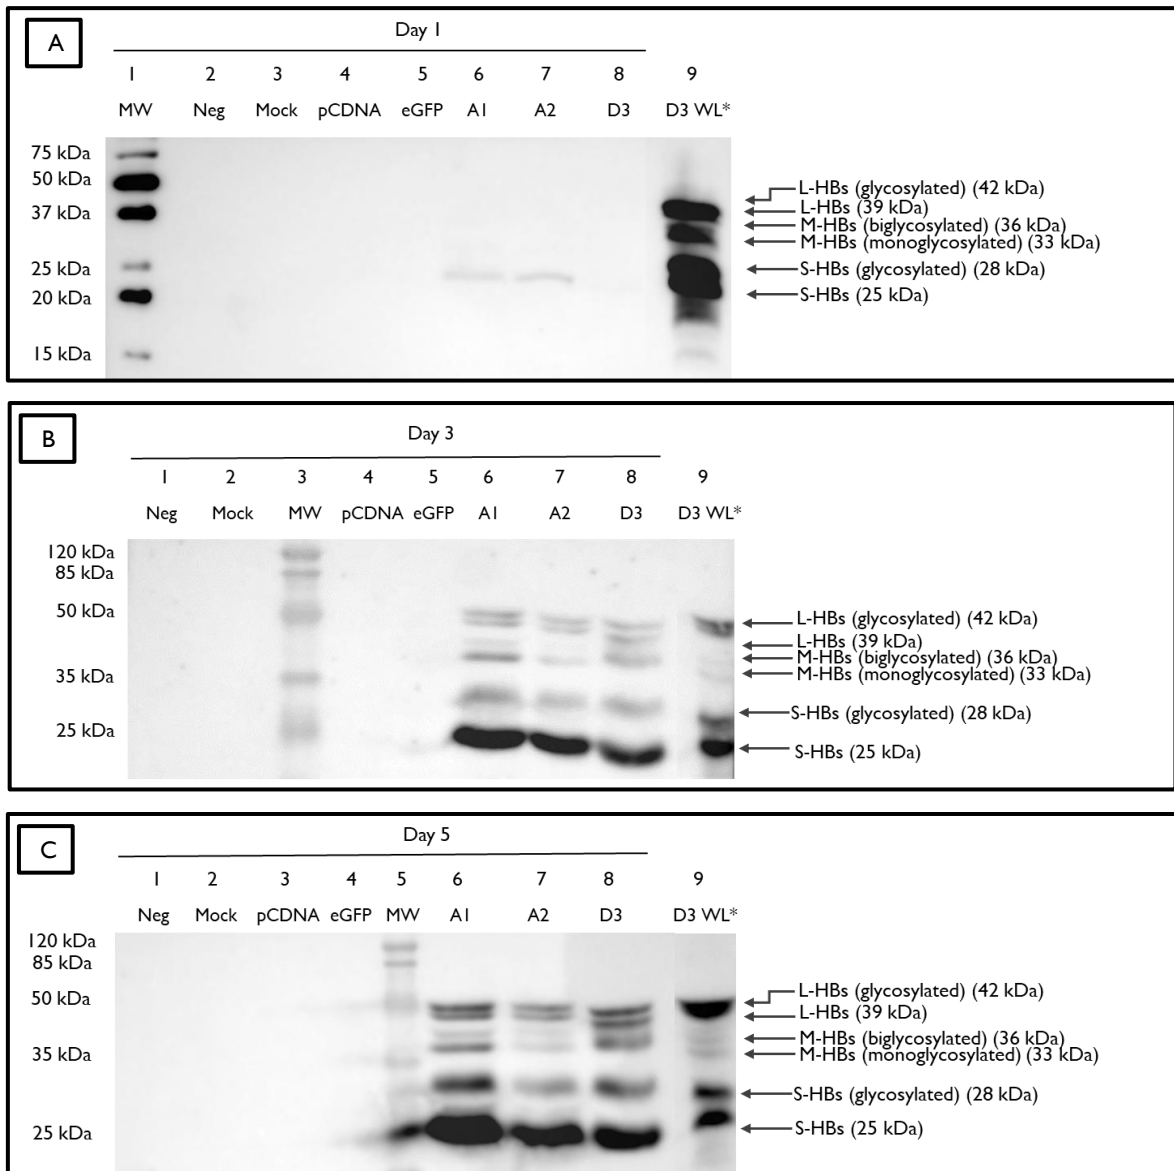 A
Day 1
1 2 3 4 5 6 7 8 9
MW Neg Mock pCDNA eGFP A1 A2 D3 D3 WL*
75 kDa
50 kDa
37 kDa
25 kDa
20 kDa
15 kDa
L-HBs (glycosylated) (42 kDa)
L-HBs (39 kDa)
M-HBs (biglycosylated) (36 kDa)
M-HBs (monoglycosylated) (33 kDa)
S-HBs (glycosylated) (28 kDa)
S-HBs (25 kDa)
B
Day 3
1 2 3 4 5 6 7 8 9
Neg Mock MW pCDNA eGFP A1 A2 D3 D3 WL*
120 kDa
85 kDa
50 kDa
35 kDa
25 kDa
L-HBs (glycosylated) (42 kDa)
L-HBs (39 kDa)
M-HBs (biglycosylated) (36 kDa)
M-HBs (monoglycosylated) (33 kDa)
S-HBs (glycosylated) (28 kDa)
S-HBs (25 kDa)
C
Day 5
1 2 3 4 5 6 7 8 9
Neg Mock pCDNA eGFP MW A1 A2 D3 D3 WL*
120 kDa
85 kDa
50 kDa
35 kDa
25 kDa
L-HBs (glycosylated) (42 kDa)
L-HBs (39 kDa)
M-HBs (biglycosylated) (36 kDa)
M-HBs (monoglycosylated) (33 kDa)
S-HBs (glycosylated) (28 kDa)
S-HBs (25 kDa)